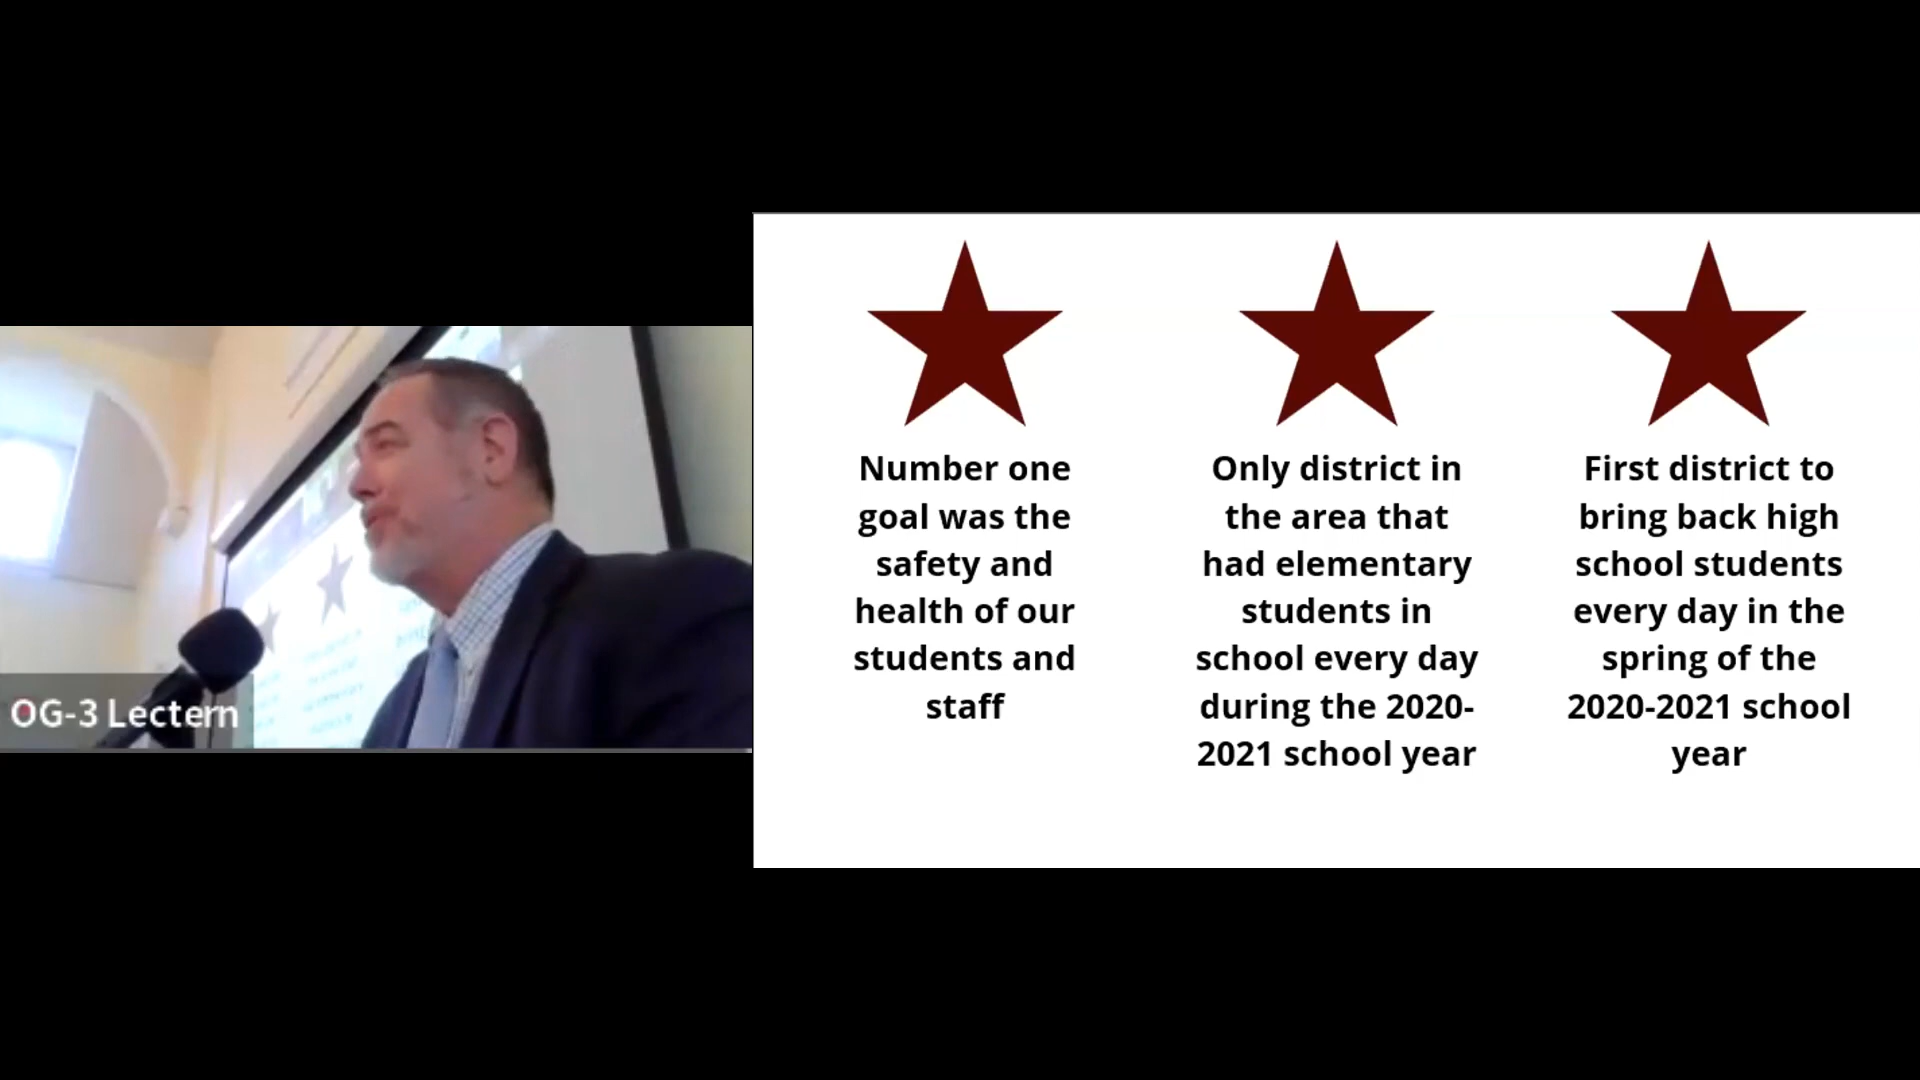 OG-3 Lectern
Number one
goal was the
safety and
health of our
students and
staff
Only district in
the area that
had elementary
students in
school every day
during the 2020-
2021 school year
First district to
bring back high
school students
every day in the
spring of the
2020-2021 school
year